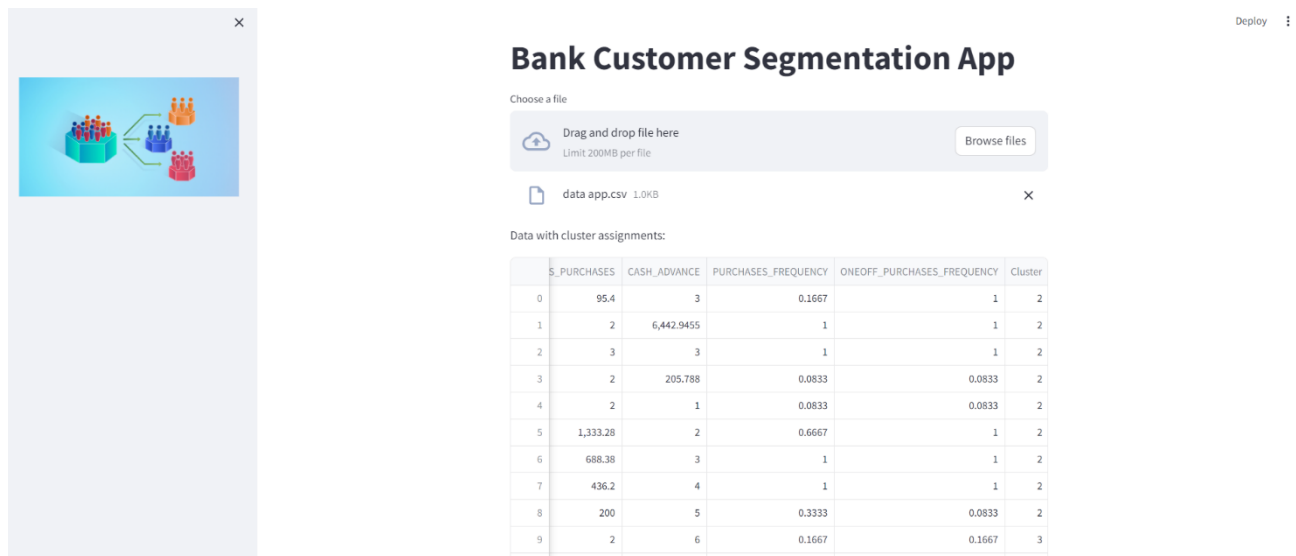 Deploy
Bank Customer Segmentation App
Choose a file
Drag and drop file here
Limit 200MB per file
Browse files
data app.csv 1.0KB
Data with cluster assignments:
S_PURCHASES CASH_ADVANCE PURCHASES_FREQUENCY ONEOFF_PURCHASES_FREQUENCY Cluster
0 95.4 3 0.1667 1 2
1 2 6,442.9455 1 1 2
2 3 3 1 1 2
3 2 205.788 0.0833 0.0833 2
4 2 1 0.0833 0.0833 2
5 1,333.28 2 0.6667 1 2
6 688.38 3 1 1 2
7 436.2 4 1 1 2
8 200 5 0.3333 0.0833 2
9 2 6 0.1667 0.1667 3